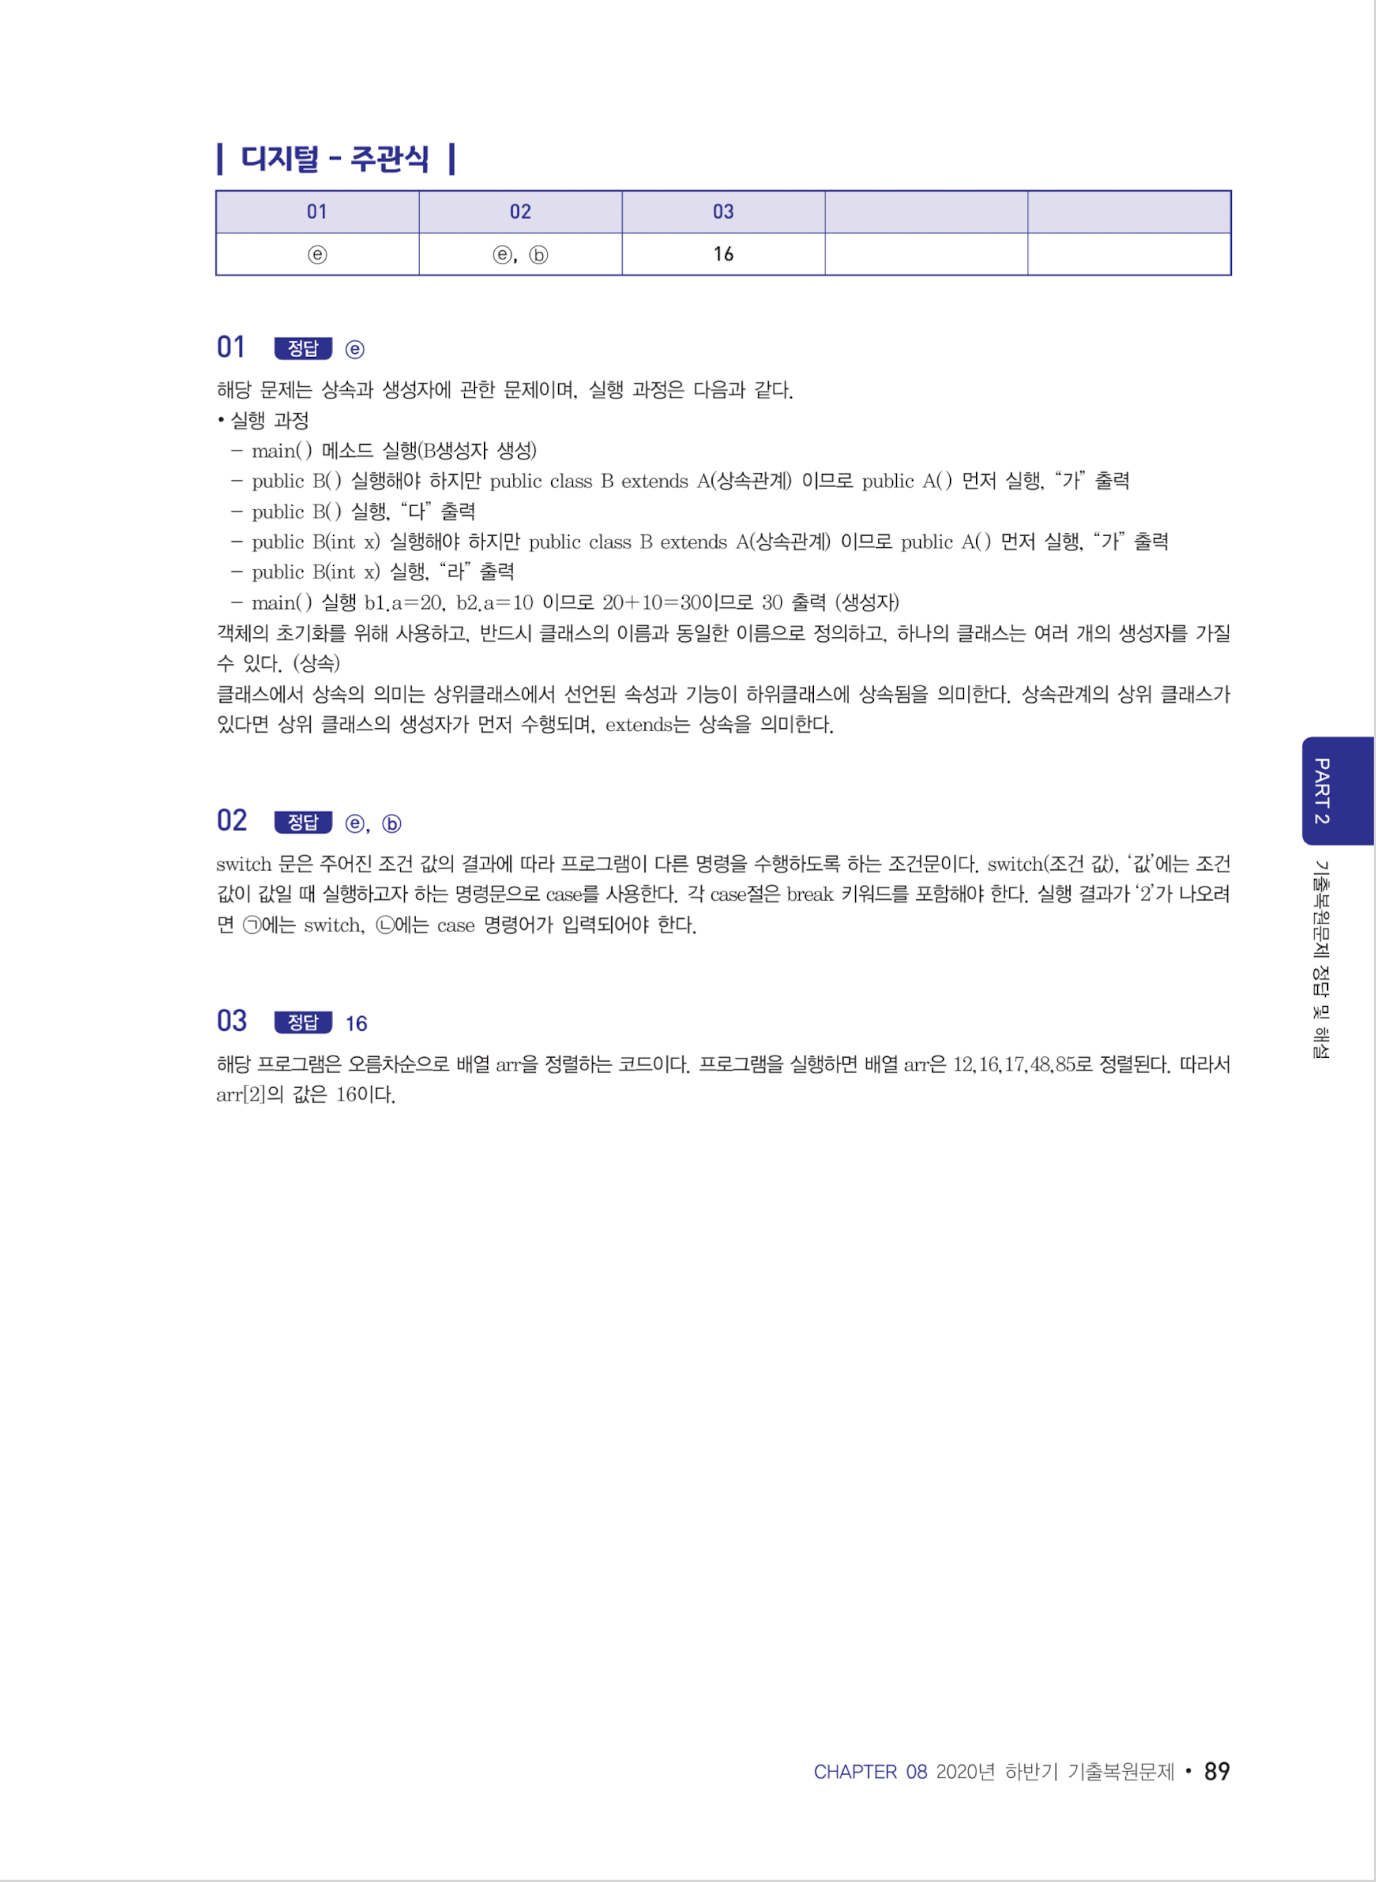 디지털 - 주관식
01 02 03
ⓔ ⓔ, ⓑ 16
01 정답 ⓔ
해당 문제는 상속과 생성자에 관한 문제이며, 실행 과정은 다음과 같다.
• 실행 과정
- main( ) 메소드 실행(B생성자 생성)
- public B( ) 실행해야 하지만 public class B extends A(상속관계) 이므로 public A( ) 먼저 실행, “가” 출력
- public B( ) 실행, “다” 출력
- public B(int x) 실행해야 하지만 public class B extends A(상속관계) 이므로 public A( ) 먼저 실행, “가” 출력
- public B(int x) 실행, “라” 출력
- main( ) 실행 b1.a=20, b2.a=10 이므로 20+10=30이므로 30 출력 (생성자)
객체의 초기화를 위해 사용하고, 반드시 클래스의 이름과 동일한 이름으로 정의하고, 하나의 클래스는 여러 개의 생성자를 가질
수 있다. (상속)
클래스에서 상속의 의미는 상위클래스에서 선언된 속성과 기능이 하위클래스에 상속됨을 의미한다. 상속관계의 상위 클래스가
있다면 상위 클래스의 생성자가 먼저 수행되며, extends는 상속을 의미한다.
02 정답 ⓔ, ⓑ
switch 문은 주어진 조건 값의 결과에 따라 프로그램이 다른 명령을 수행하도록 하는 조건문이다. switch(조건 값), ‘값’에는 조건
값이 값일 때 실행하고자 하는 명령문으로 case를 사용한다. 각 case절은 break 키워드를 포함해야 한다. 실행 결과가 ‘2’가 나오려
면 ㉠에는 switch, ㉡에는 case 명령어가 입력되어야 한다.
03 정답 16
해당 프로그램은 오름차순으로 배열 arr을 정렬하는 코드이다. 프로그램을 실행하면 배열 arr은 12,16,17,48,85로 정렬된다. 따라서
arr[2]의 값은 16이다.
PART 2
기출복원문제 정답 및 해설
CHAPTER 08 2020년 하반기 기출복원문제 • 89